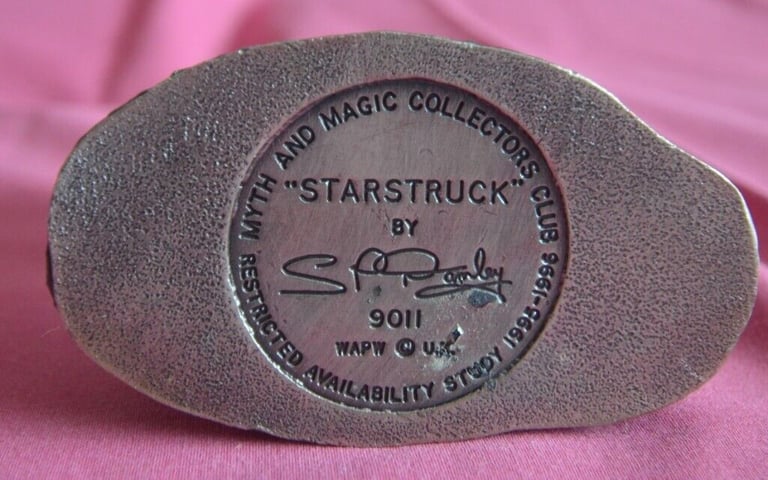 MYTH AND MAGIC COLLECTORS CLUB
"STARSTRUCK"
BY
9011
WAPW © U.K.
RESTRICTED AVAILABILITY STUDY 1995-1996